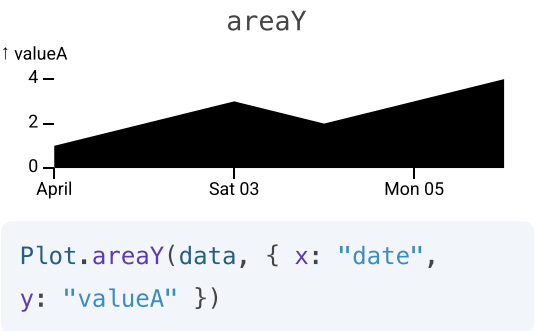 areaY
↑ valueA
4
2
0
April Sat 03 Mon 05
Plot.areaY(data, { x: "date",
y: "valueA" })